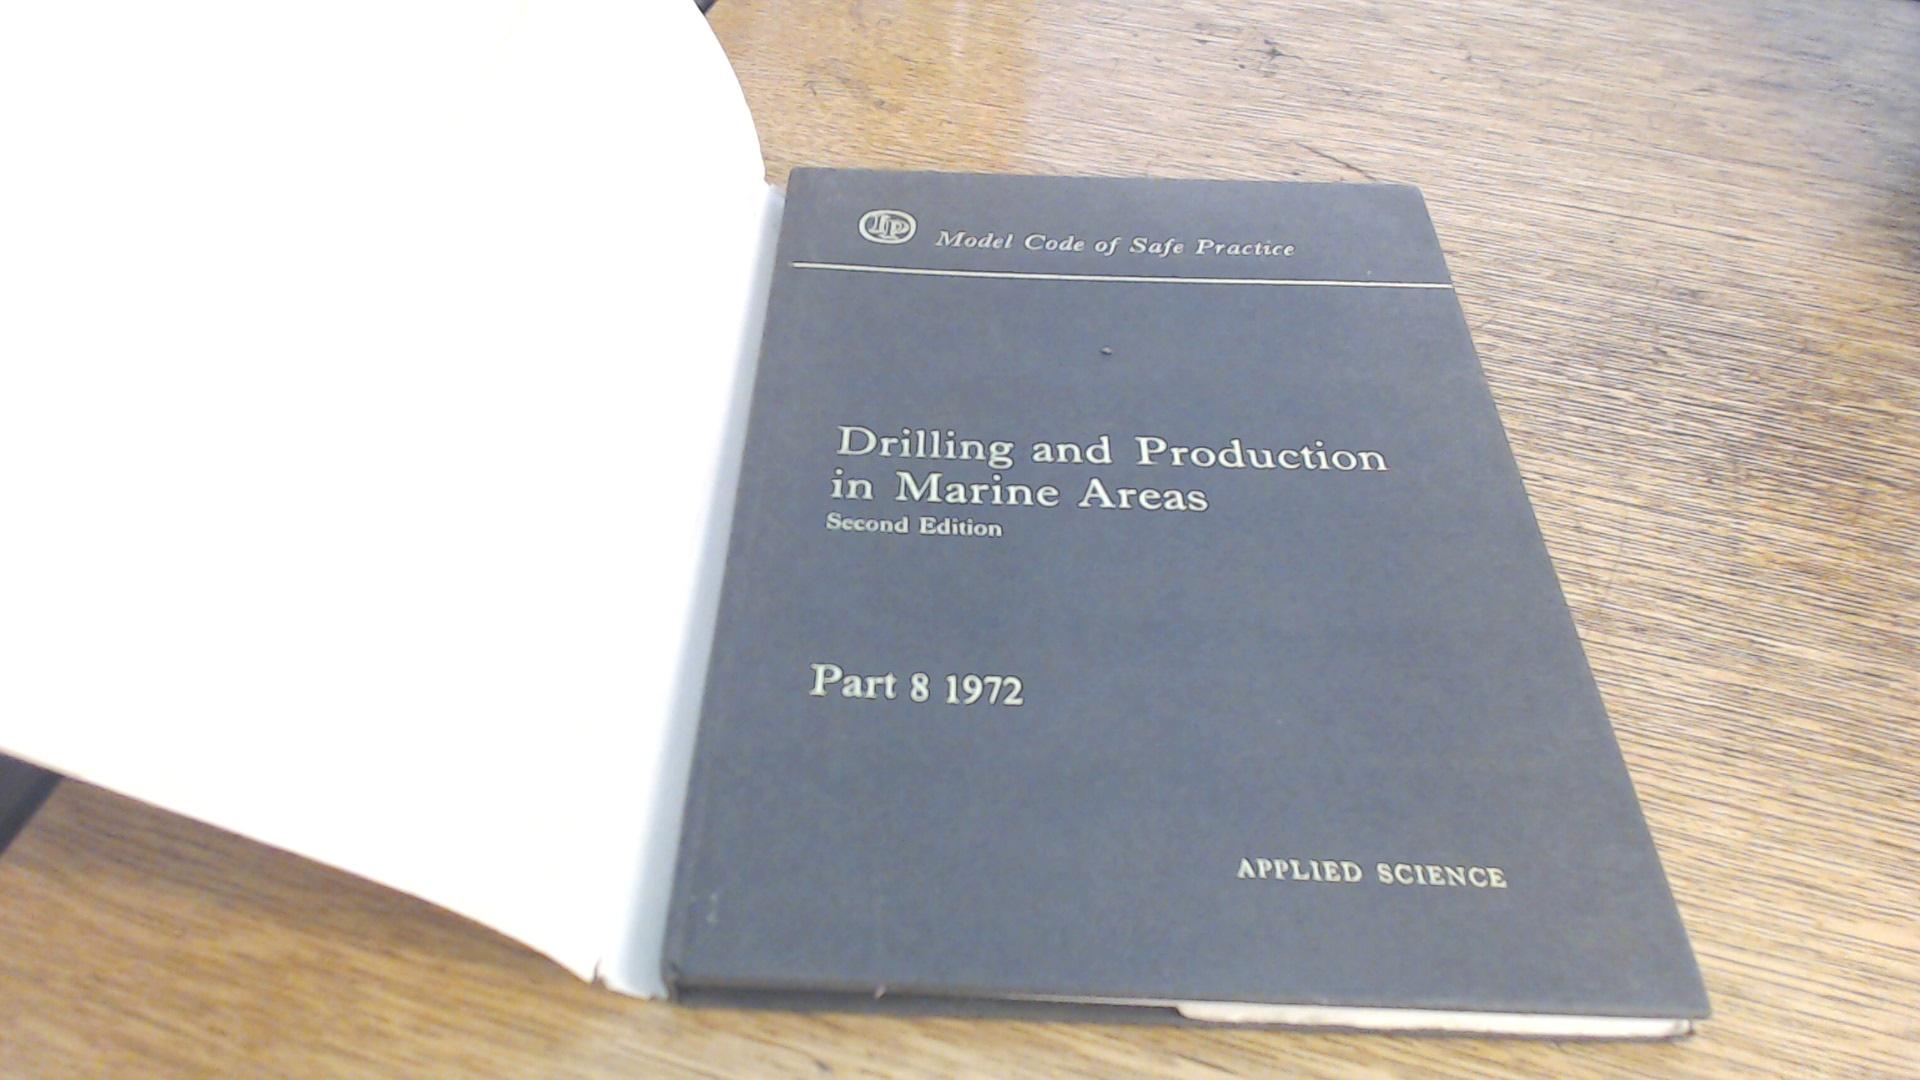 IP Model Code of Safe Practice
Drilling and Production
in Marine Areas
Second Edition
Part 8 1972
APPLIED SCIENCE